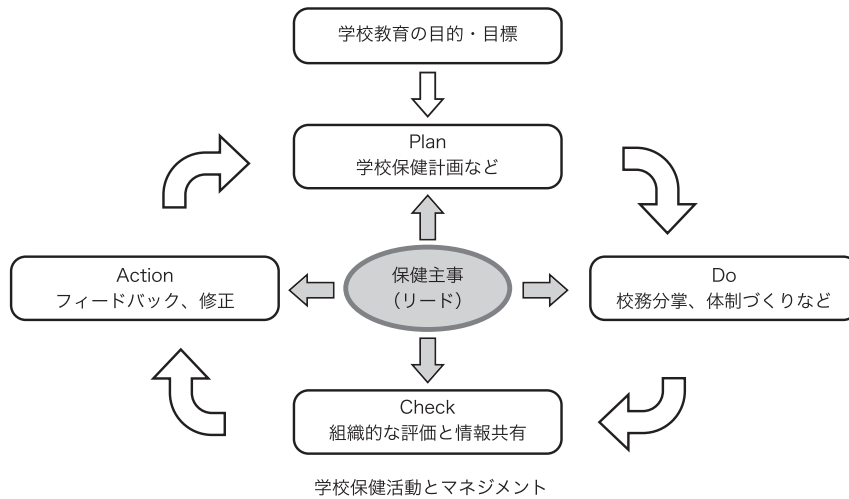 学校教育の目的・目標
Plan
学校保健計画など
Action
フィードバック、修正
保健主事
（リード）
Do
校務分掌、体制づくりなど
Check
組織的な評価と情報共有
学校保健活動とマネジメント